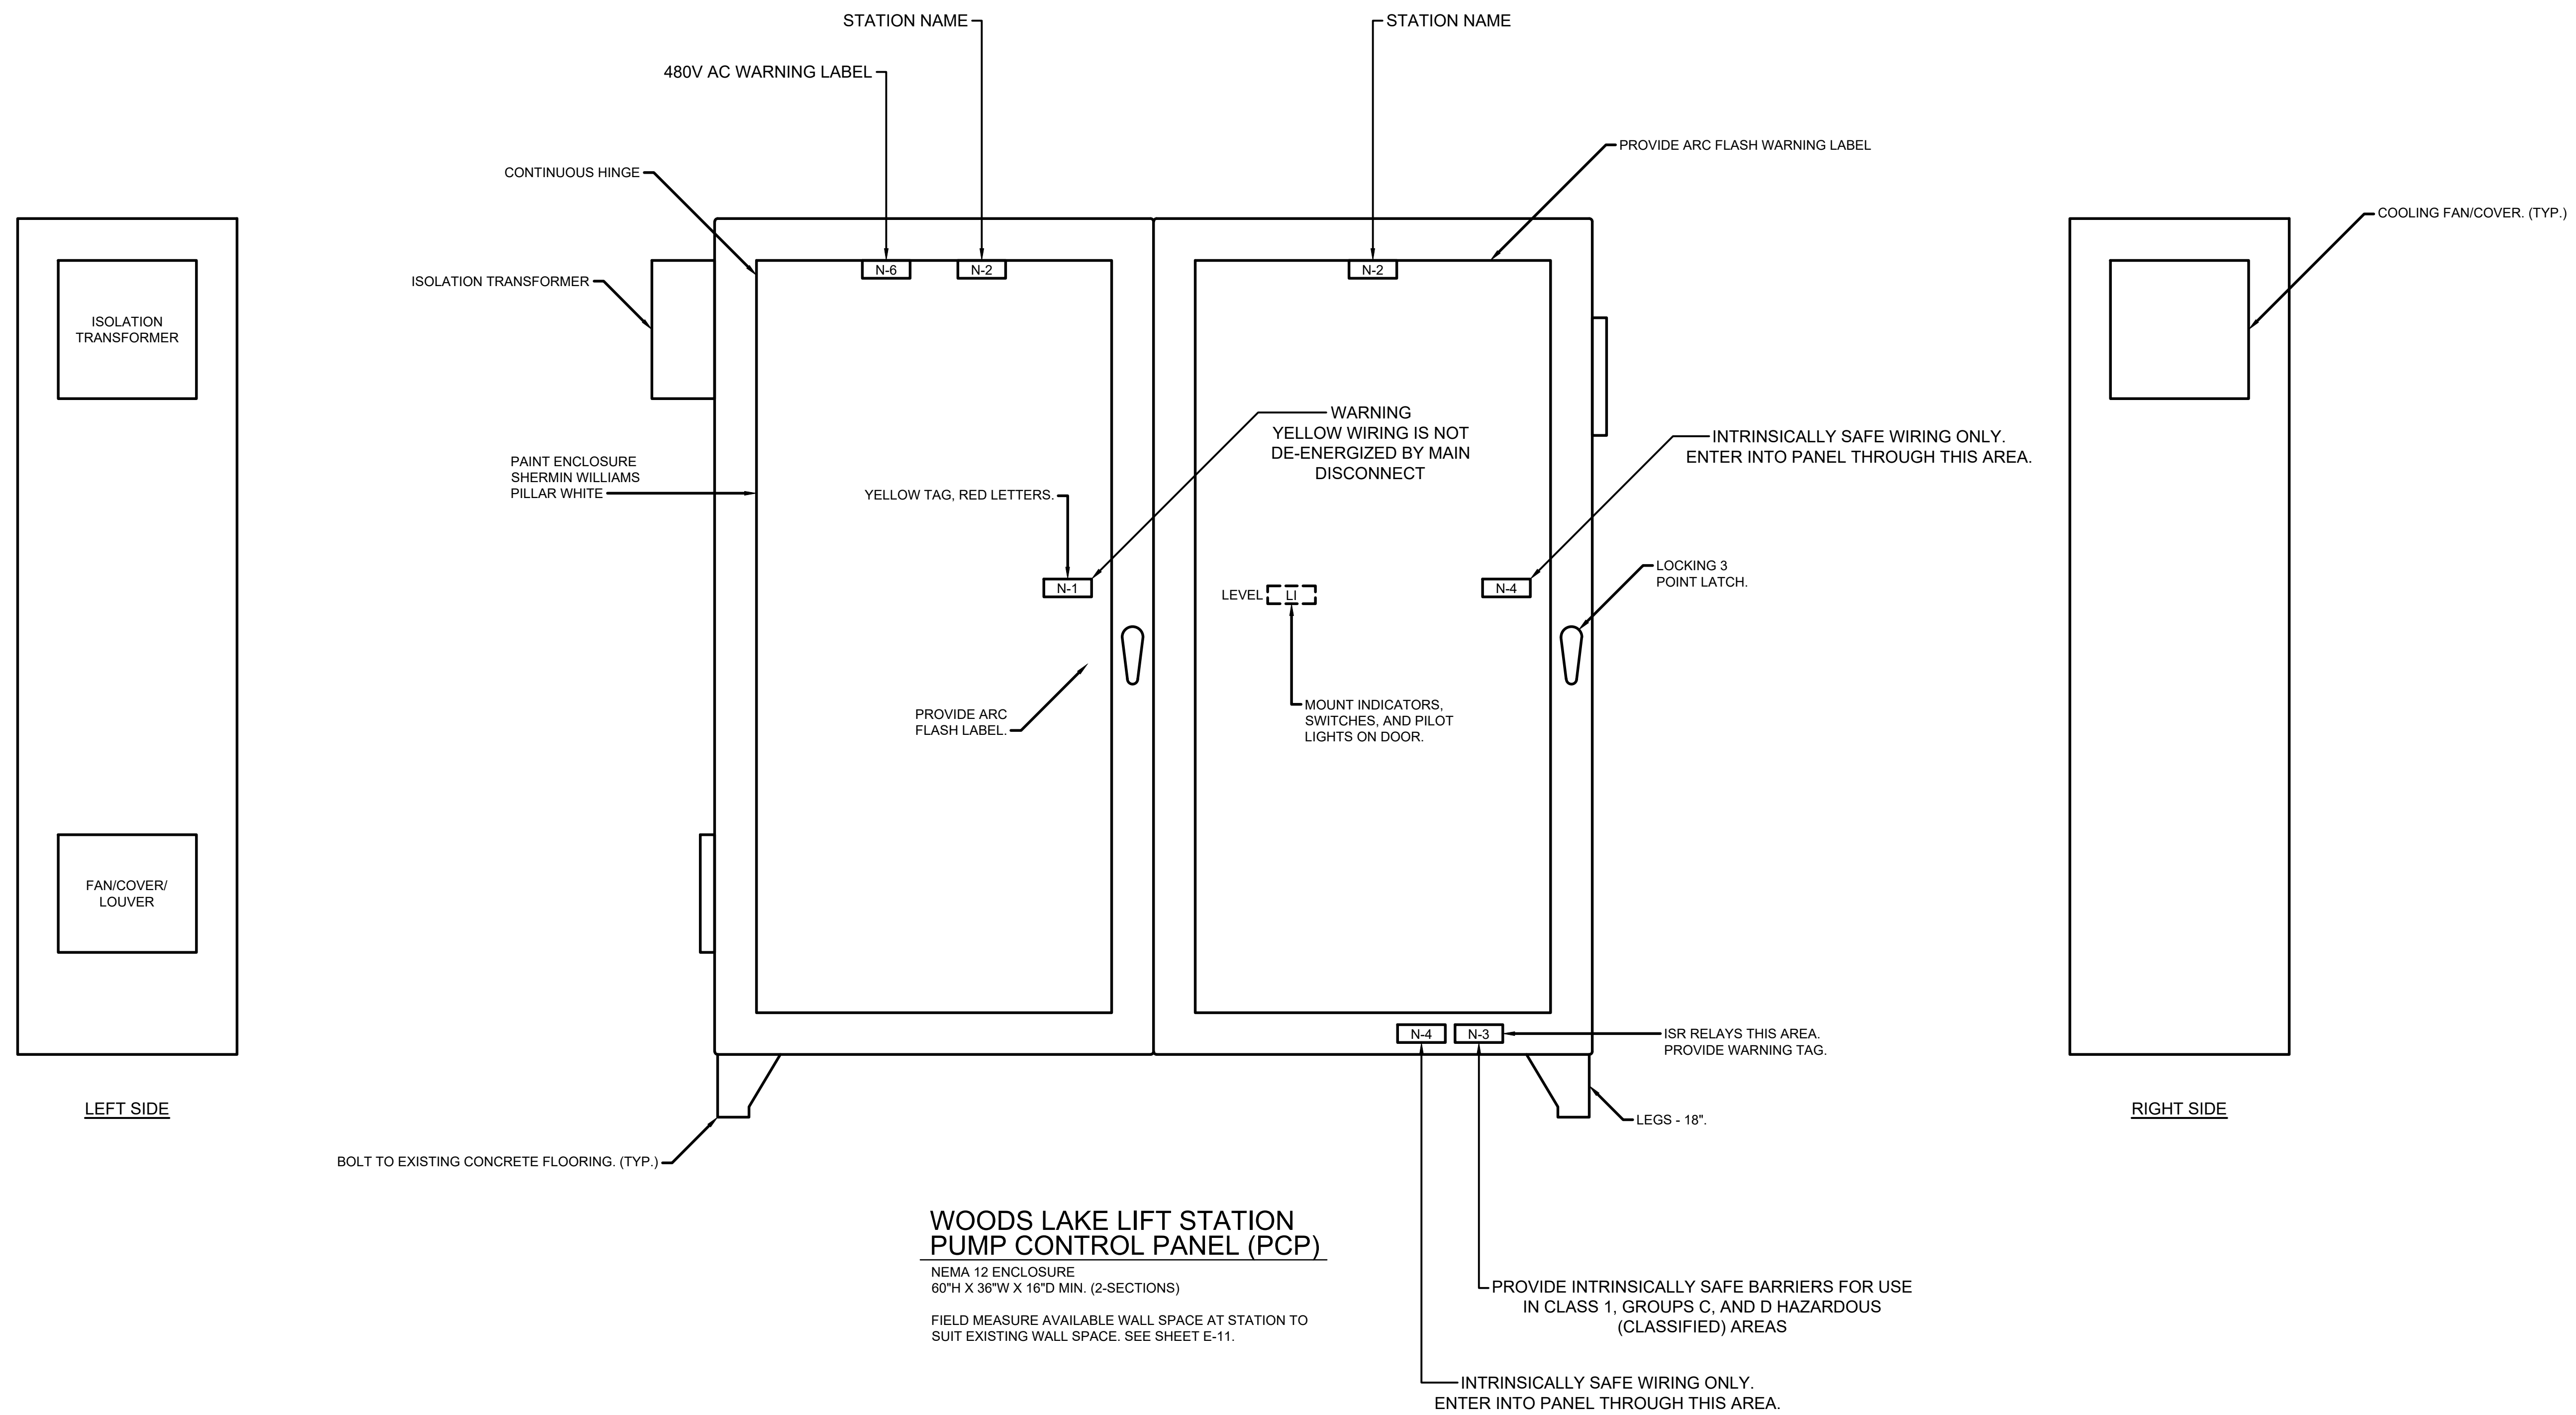 STATION NAME
STATION NAME
480V AC WARNING LABEL
PROVIDE ARC FLASH WARNING LABEL
CONTINUOUS HINGE
COOLING FAN/COVER. (TYP.)
N-6
N-2
N-2
ISOLATION TRANSFORMER
ISOLATION
TRANSFORMER
WARNING
YELLOW WIRING IS NOT
DE-ENERGIZED BY MAIN
DISCONNECT
INTRINSICALLY SAFE WIRING ONLY.
ENTER INTO PANEL THROUGH THIS AREA.
PAINT ENCLOSURE
SHERMIN WILLIAMS
PILLAR WHITE
YELLOW TAG, RED LETTERS.
LOCKING 3
POINT LATCH.
N-1
LEVEL
LI
N-4
PROVIDE ARC
FLASH LABEL.
MOUNT INDICATORS,
SWITCHES, AND PILOT
LIGHTS ON DOOR.
FAN/COVER/
LOUVER
N-4
N-3
ISR RELAYS THIS AREA.
PROVIDE WARNING TAG.
LEFT SIDE
RIGHT SIDE
LEGS - 18".
BOLT TO EXISTING CONCRETE FLOORING. (TYP.)
WOODS LAKE LIFT STATION
PUMP CONTROL PANEL (PCP)
NEMA 12 ENCLOSURE
60"H X 36"W X 16"D MIN. (2-SECTIONS)
FIELD MEASURE AVAILABLE WALL SPACE AT STATION TO
SUIT EXISTING WALL SPACE. SEE SHEET E-11.
PROVIDE INTRINSICALLY SAFE BARRIERS FOR USE
IN CLASS 1, GROUPS C, AND D HAZARDOUS
(CLASSIFIED) AREAS
INTRINSICALLY SAFE WIRING ONLY.
ENTER INTO PANEL THROUGH THIS AREA.